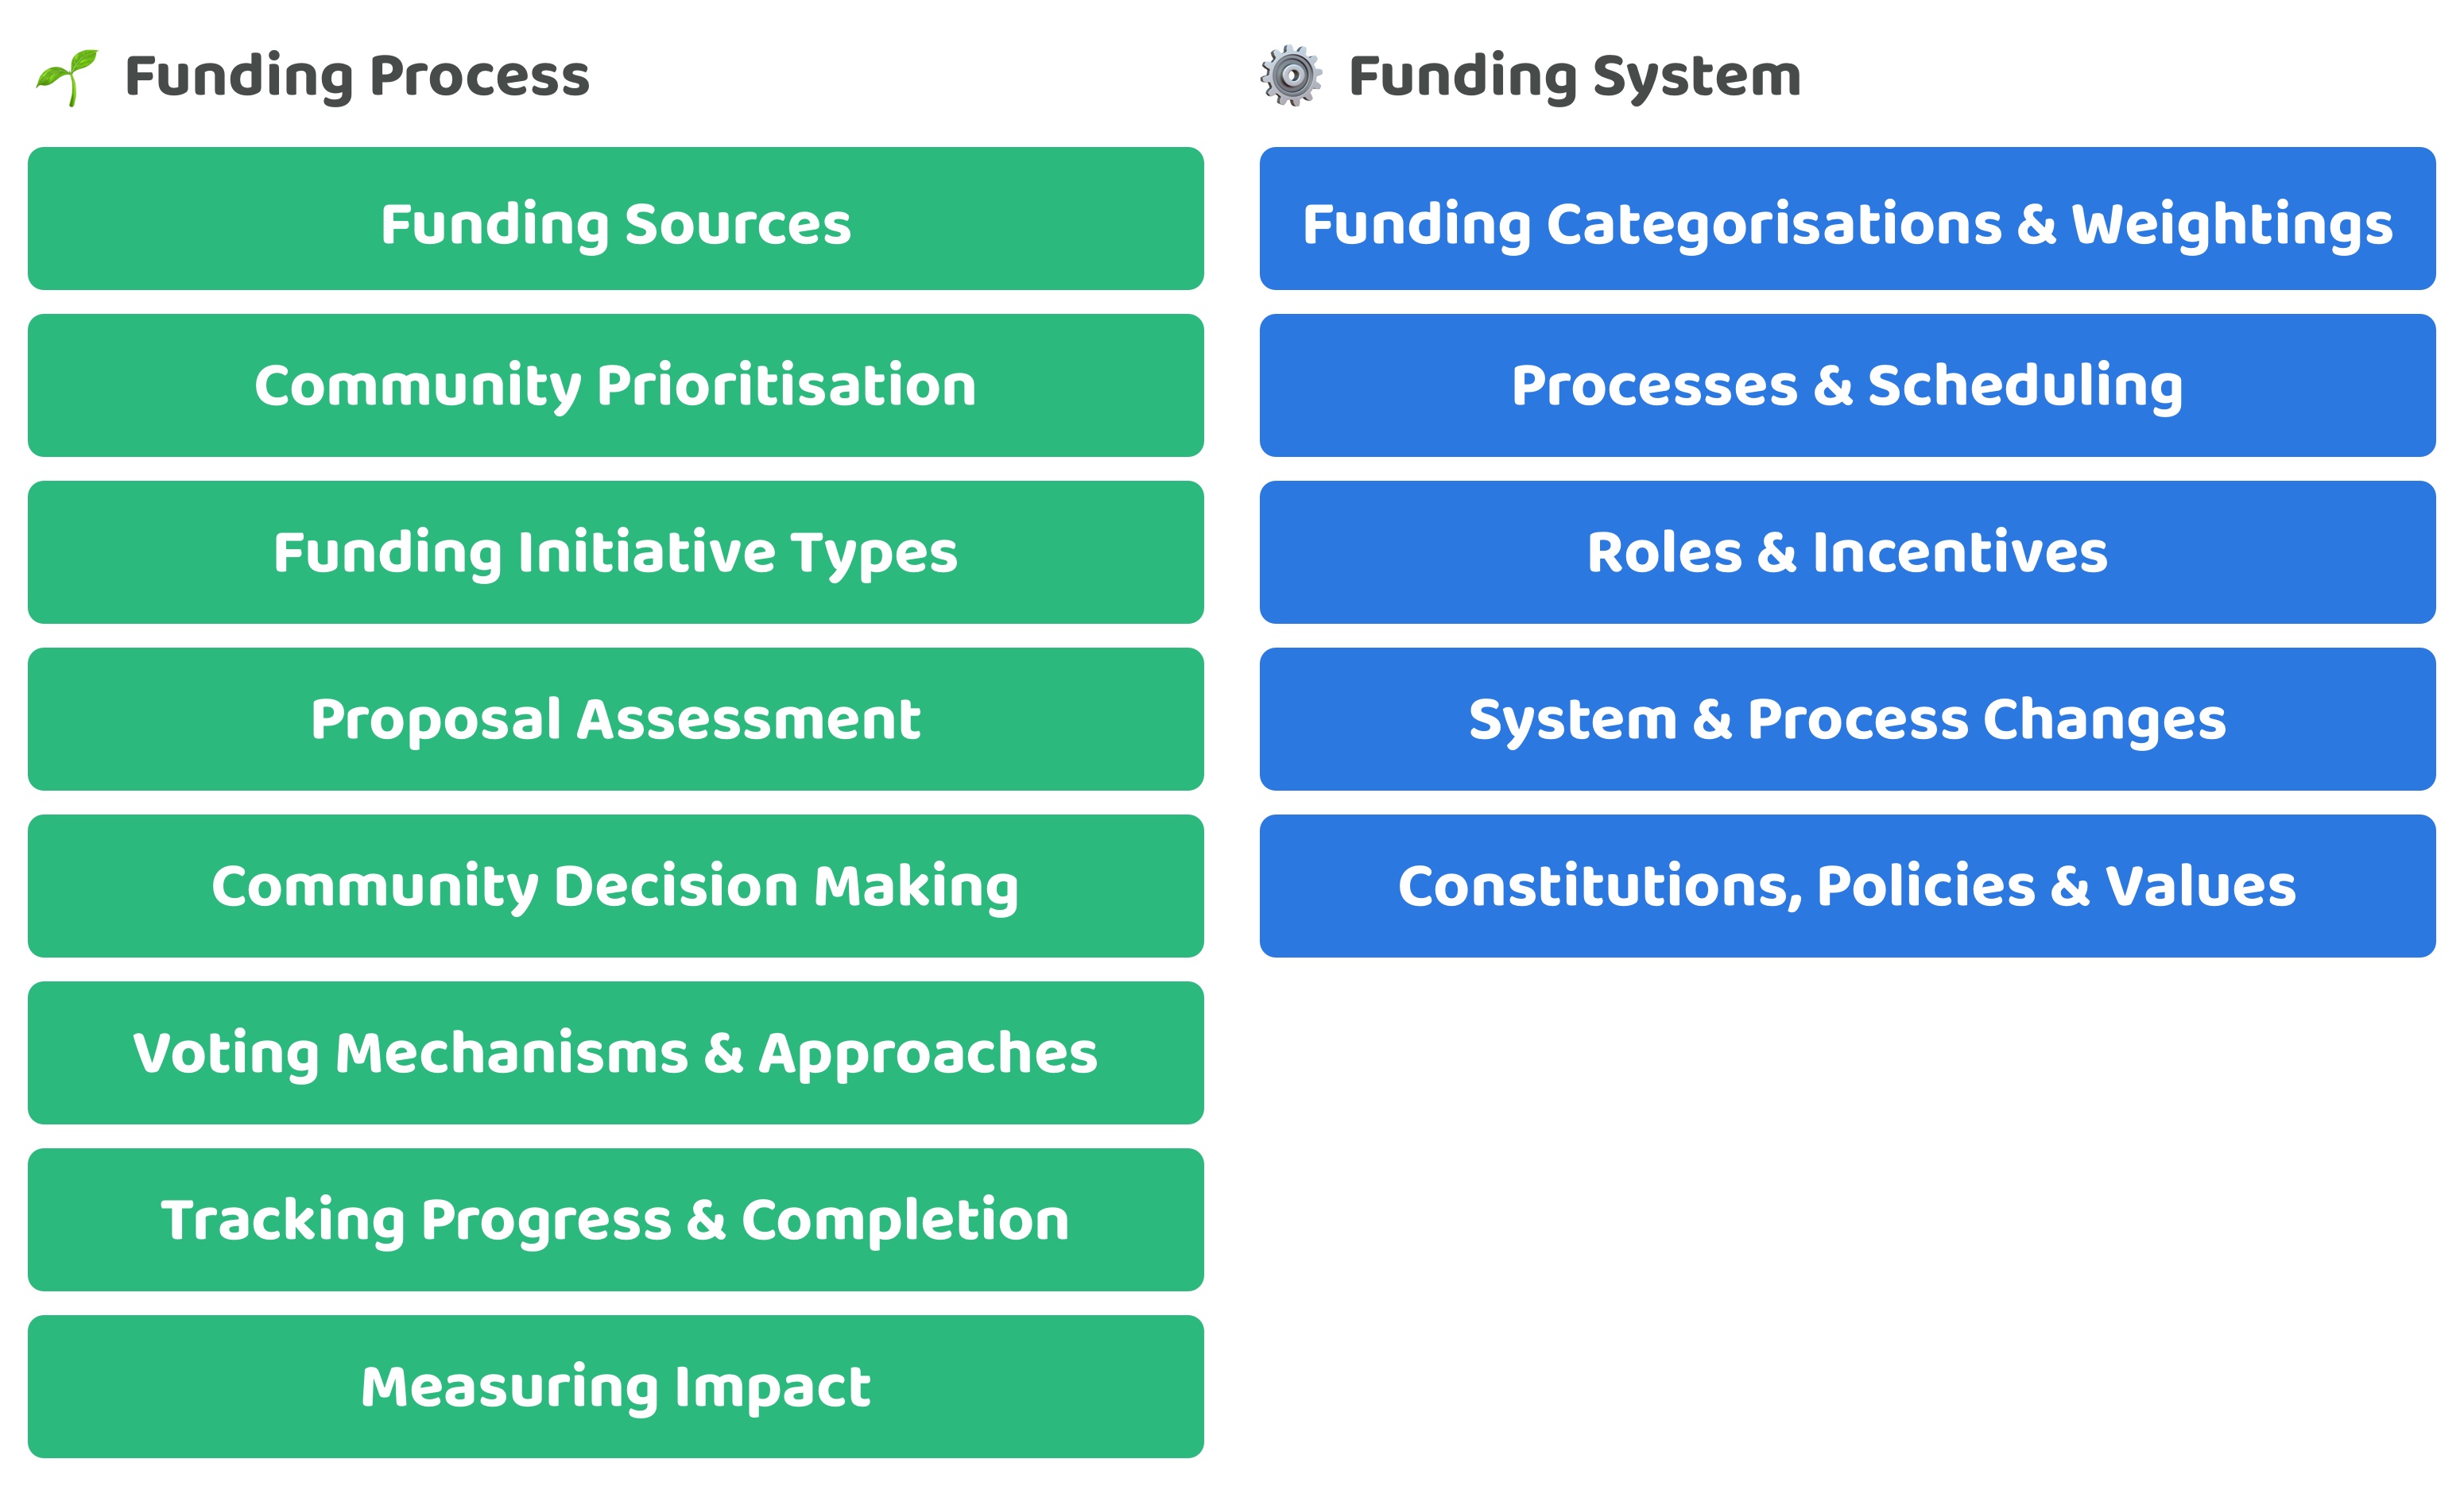 Funding Process
Funding Sources
Community Prioritisation
Funding Initiative Types
Proposal Assessment
Community Decision Making
Voting Mechanisms & Approaches
Tracking Progress & Completion
Measuring Impact
Funding System
Funding Categorisations & Weightings
Processes & Scheduling
Roles & Incentives
System & Process Changes
Constitutions, Policies & Values